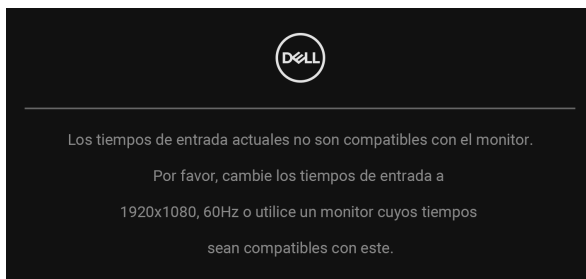 DELL
Los tiempos de entrada actuales no son compatibles con el monitor.
Por favor, cambie los tiempos de entrada a
1920x1080, 60Hz o utilice un monitor cuyos tiempos
sean compatibles con este.